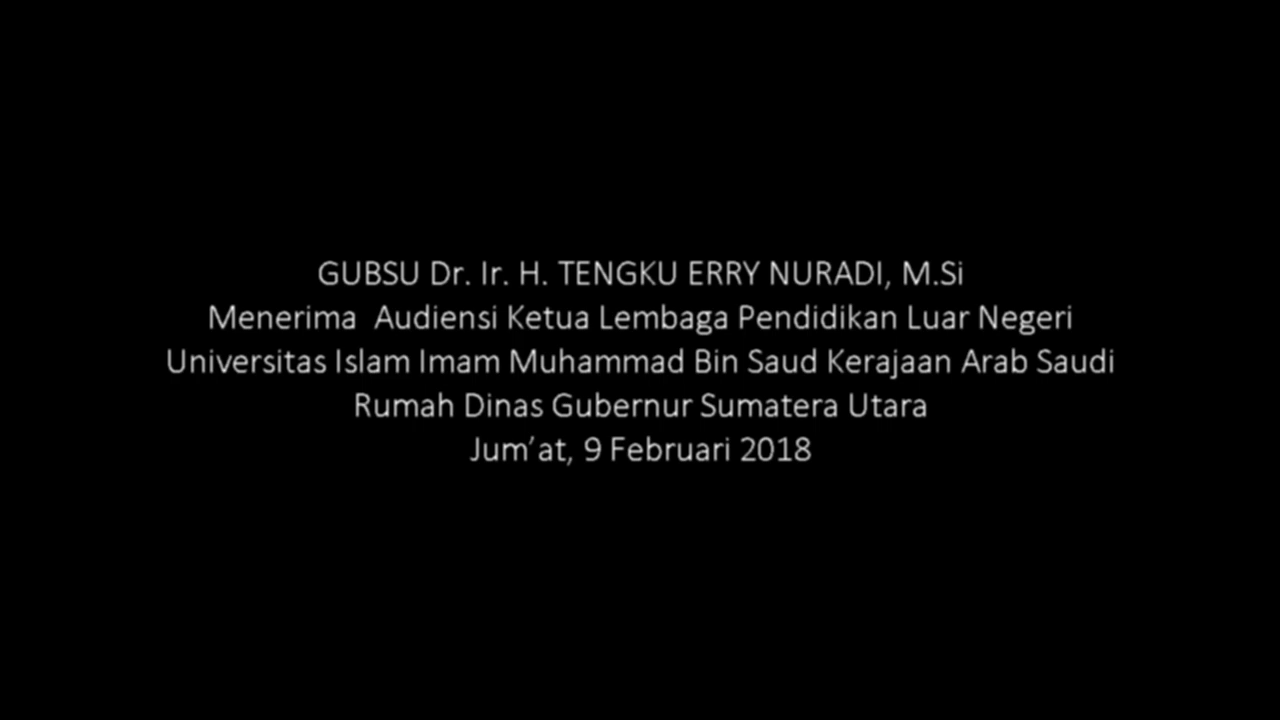 GUBSU Dr. Ir. H. TENGKU ERRY NURADI, M.Si
Menerima  Audiensi Ketua Lembaga Pendidikan Luar Negeri
Universitas Islam Imam Muhammad Bin Saud Kerajaan Arab Saudi
Rumah Dinas Gubernur Sumatera Utara
Jum’at, 9 Februari 2018